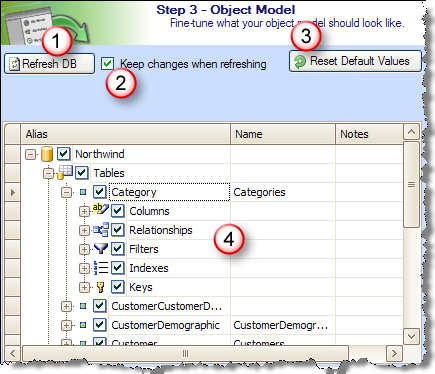 Step 3 - Object Model
Fine-tune what your object model should look like.
1
3
Refresh DB
Keep changes when refreshing
Reset Default Values
2
Alias Name Notes
Northwind
Tables
Category Categories
Columns
Relationships
4
Filters
Indexes
Keys
CustomerCustomerD...
CustomerDemographic CustomerDemogr...
Customer Customers